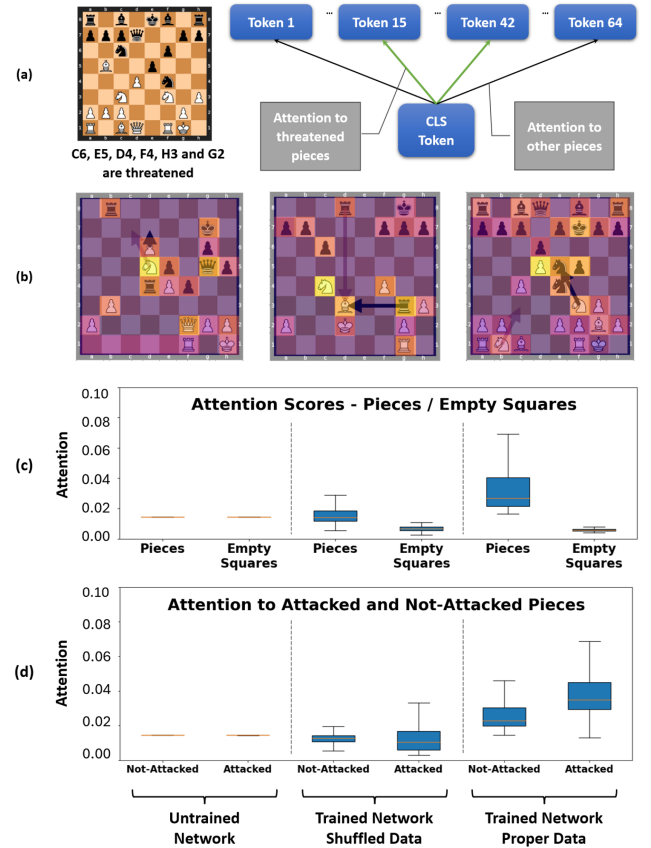 (a)
Token 1
...
Token 15
...
Token 42
...
Token 64
Attention to
threatened
pieces
CLS
Token
Attention to
other pieces
C6, E5, D4, F4, H3 and G2
are threatened
(b)
(c)
Attention Scores - Pieces / Empty Squares
Attention
0.10
0.08
0.06
0.04
0.02
0.00
Pieces
Empty
Squares
Pieces
Empty
Squares
Pieces
Empty
Squares
(d)
Attention to Attacked and Not-Attacked Pieces
Attention
0.10
0.08
0.06
0.04
0.02
0.00
Not-Attacked
Attacked
Not-Attacked
Attacked
Not-Attacked
Attacked
Untrained
Network
Trained Network
Shuffled Data
Trained Network
Proper Data